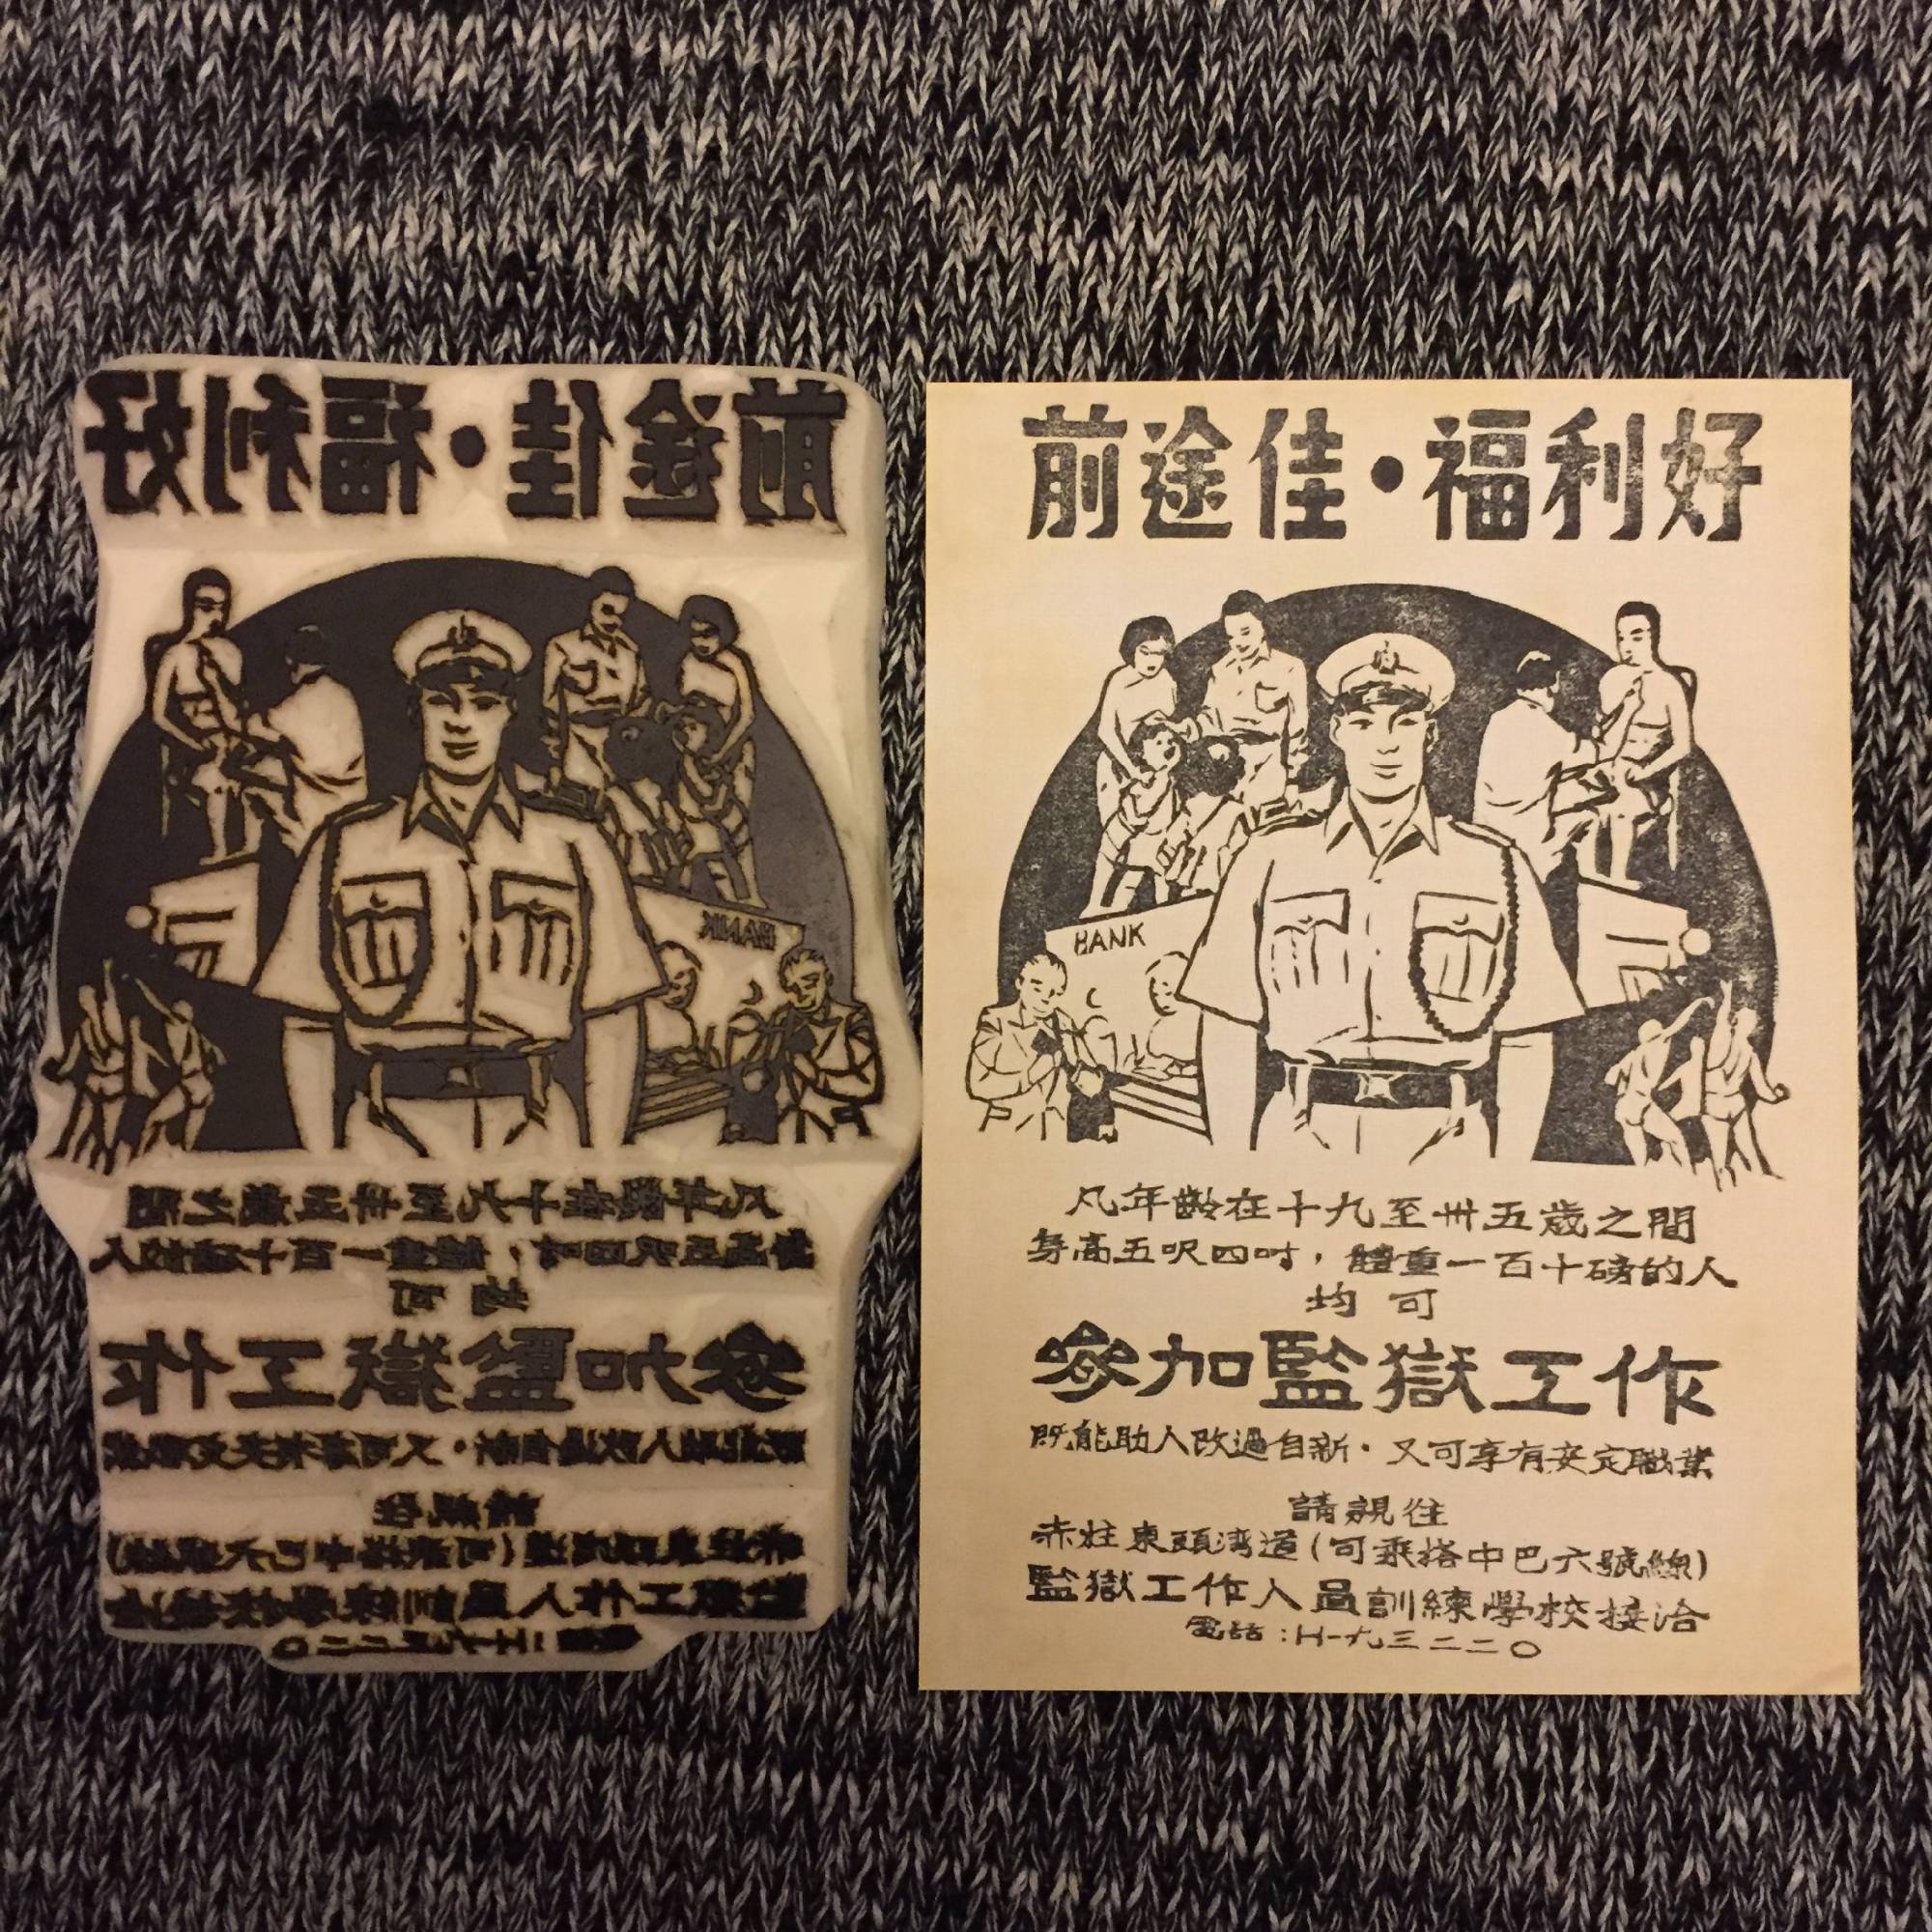 前途佳・福利好
BANK
凡年齡在十九至卅五歲之間
身高五呎四吋，體重一百十磅的人
均可
參加監獄工作
既能助人改過自新・又可享有安定職業
請親往
赤柱東頭湾道(可乘搭中巴六號線)
監獄工作人員訓練學校接洽
電話：H-九三二二〇